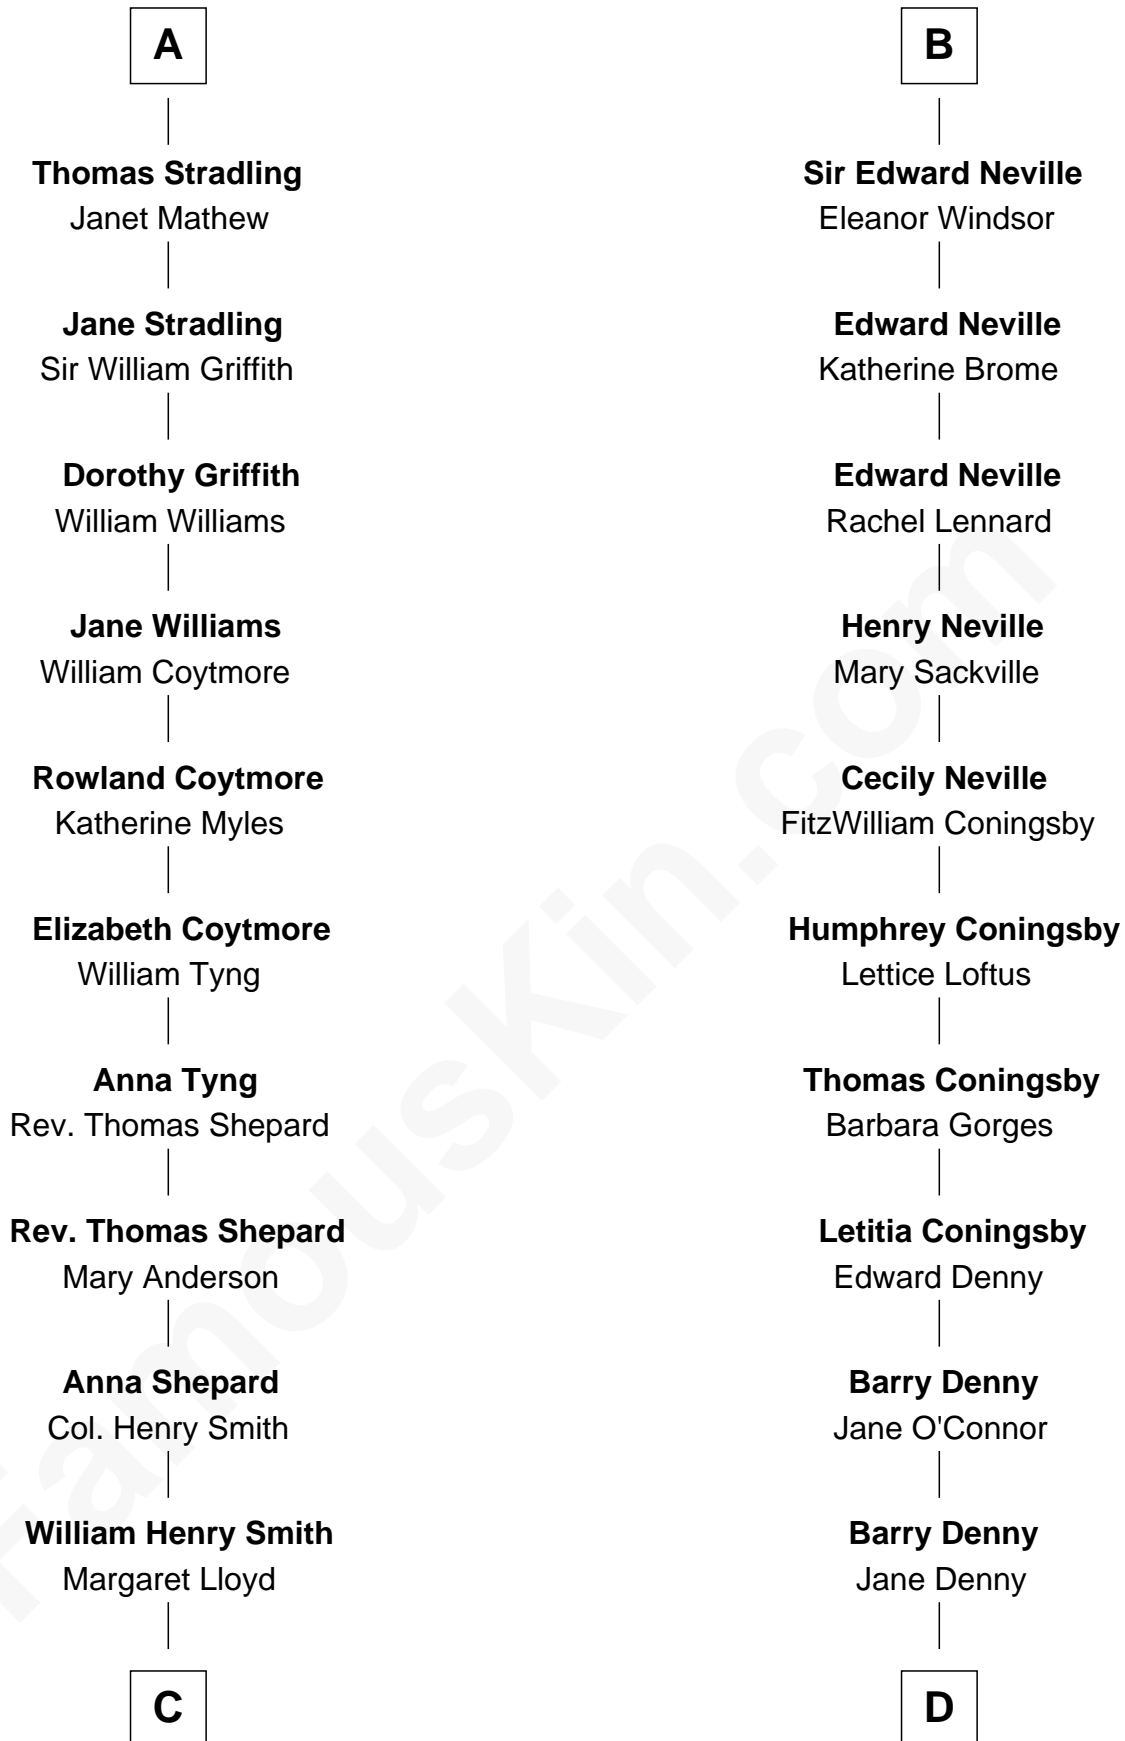 A
Thomas Stradling
Janet Mathew
Jane Stradling
Sir William Griffith
Dorothy Griffith
William Williams
Jane Williams
William Coytmore
Rowland Coytmore
Katherine Myles
Elizabeth Coytmore
William Tyng
Anna Tyng
Rev. Thomas Shepard
Rev. Thomas Shepard
Mary Anderson
Anna Shepard
Col. Henry Smith
William Henry Smith
Margaret Lloyd
C
B
Sir Edward Neville
Eleanor Windsor
Edward Neville
Katherine Brome
Edward Neville
Rachel Lennard
Henry Neville
Mary Sackville
Cecily Neville
FitzWilliam Coningsby
Humphrey Coningsby
Lettice Loftus
Thomas Coningsby
Barbara Gorges
Letitia Coningsby
Edward Denny
Barry Denny
Jane O'Connor
Barry Denny
Jane Denny
D
FamousKin.com